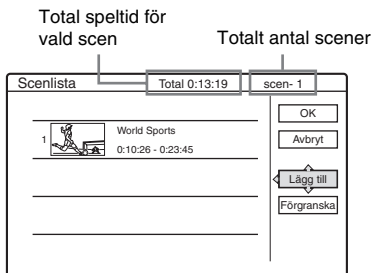 Total speltid för
vald scen
Totalt antal scener
Scenlista
Total 0:13:19
scen- 1
OK
Avbryt
Lägg till
Förgranska
1
World Sports
0:10:26 - 0:23:45